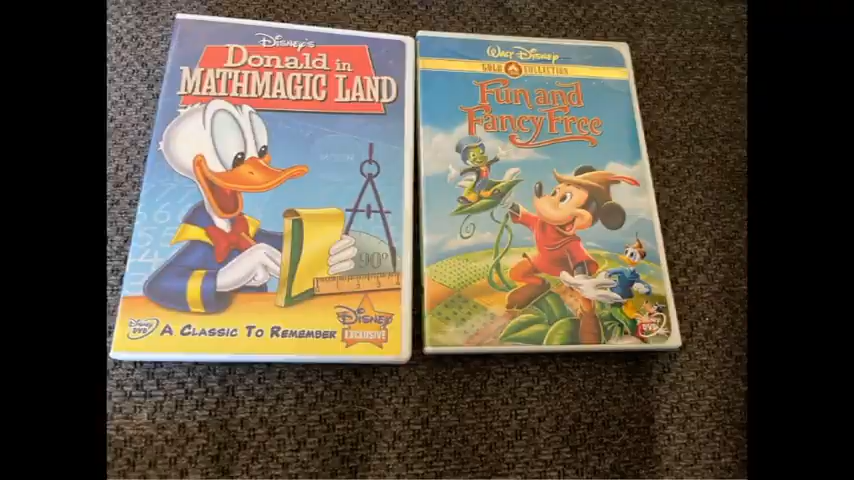 Disney's
Donald in
MATHMAGIC LAND
90°
Disney
DVD
A CLASSIC TO REMEMBER
Disney
EXCLUSIVE
Walt Disney
GOLD COLLECTION
Fun and
Fancy Free
Disney
DVD